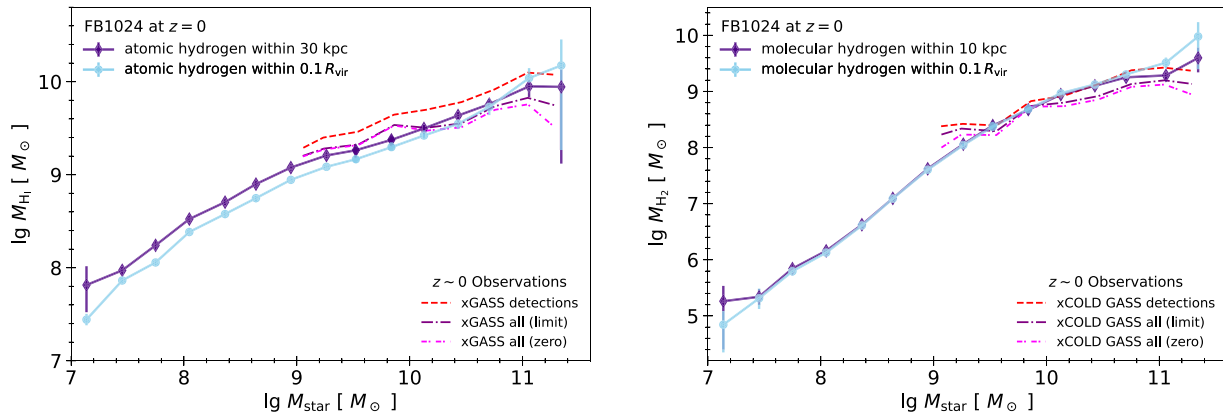 FB1024 at z = 0
atomic hydrogen within 30 kpc
atomic hydrogen within 0.1 R_vir
lg M_HI [ M_⊙ ]
10
9
8
7
z ~ 0 Observations
xGASS detections
xGASS all (limit)
xGASS all (zero)
7 8 9 10 11
lg M_star [ M_⊙ ]
FB1024 at z = 0
molecular hydrogen within 10 kpc
molecular hydrogen within 0.1 R_vir
lg M_H2 [ M_⊙ ]
10
9
8
7
6
5
z ~ 0 Observations
xCOLD GASS detections
xCOLD GASS all (limit)
xCOLD GASS all (zero)
7 8 9 10 11
lg M_star [ M_⊙ ]